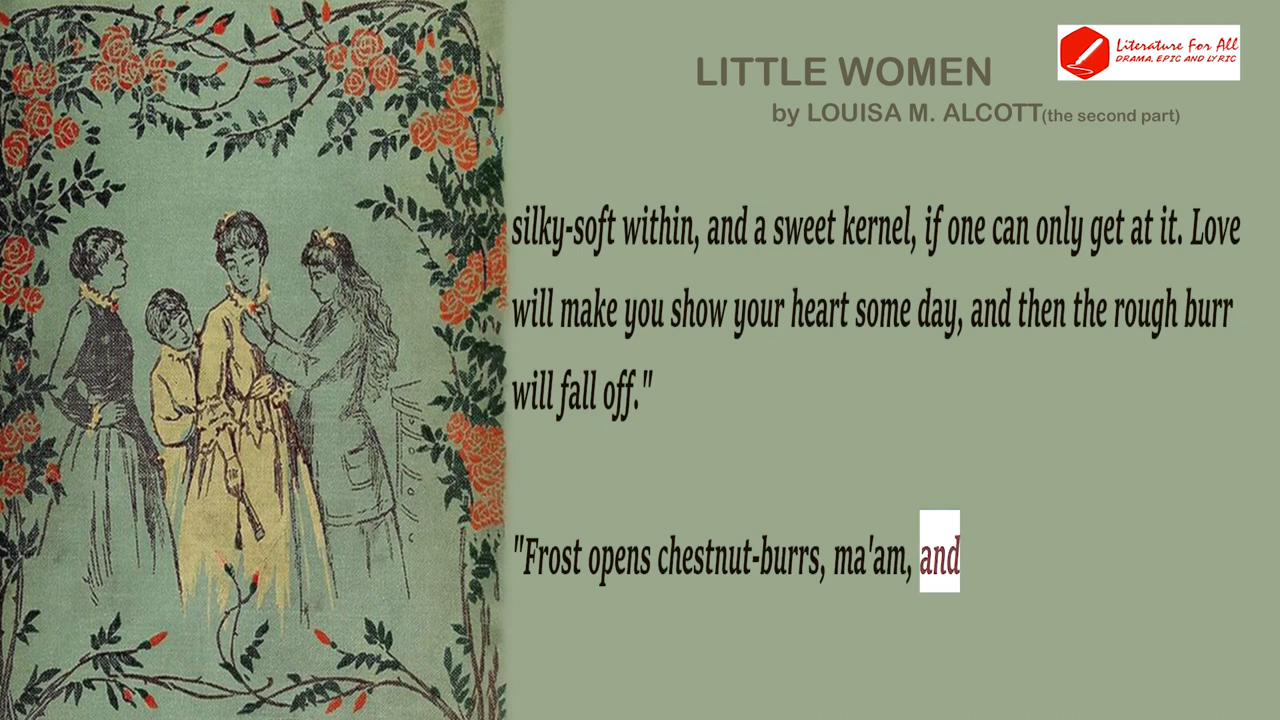 LITTLE WOMEN
by LOUISA M. ALCOTT(the second part)
Literature For All
DRAMA, EPIC AND LYRIC
silky-soft within, and a sweet kernel, if one can only get at it. Love
will make you show your heart some day, and then the rough burr
will fall off."
"Frost opens chestnut-burrs, ma'am, and